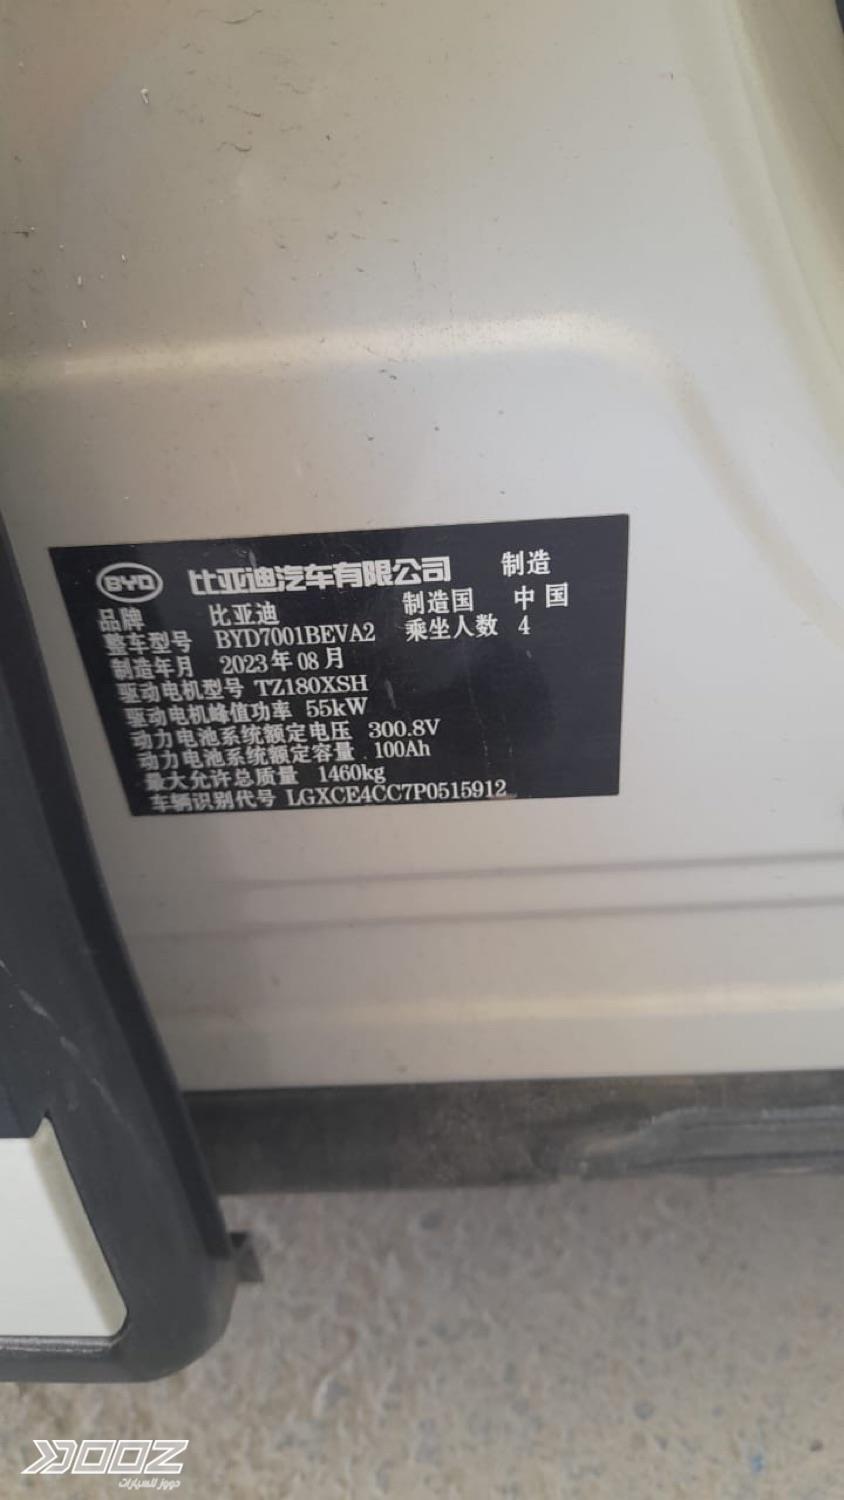 BYD 比亚迪汽车有限公司 制造
品牌 比亚迪 制造国 中国
整车型号 BYD7001BEVA2 乘坐人数 4
制造年月 2023年08月
驱动电机型号 TZ180XSH
驱动电机峰值功率 55kW
动力电池系统额定电压 300.8V
动力电池系统额定容量 100Ah
最大允许总质量 1460kg
车辆识别代号 LGXCE4CC7P0515912
DOOZ
دووز للسيارات